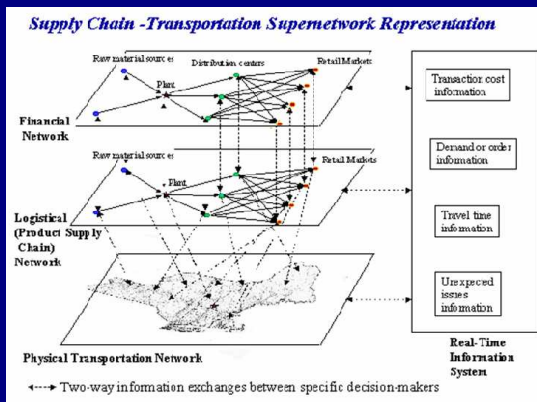 Supply Chain -Transportation Supernetwork Representation
Raw material sources
Distribution centers
Retail Markets
Plant
Financial
Network
Raw material sources
Retail Markets
Plant
Logistical
(Product Supply
Chain)
Network
Physical Transportation Network
Transaction cost
information
Demand or order
information
Travel time
information
Unexpeced
issues
information
Real-Time
Information
System
Two-way information exchanges between specific decision-makers